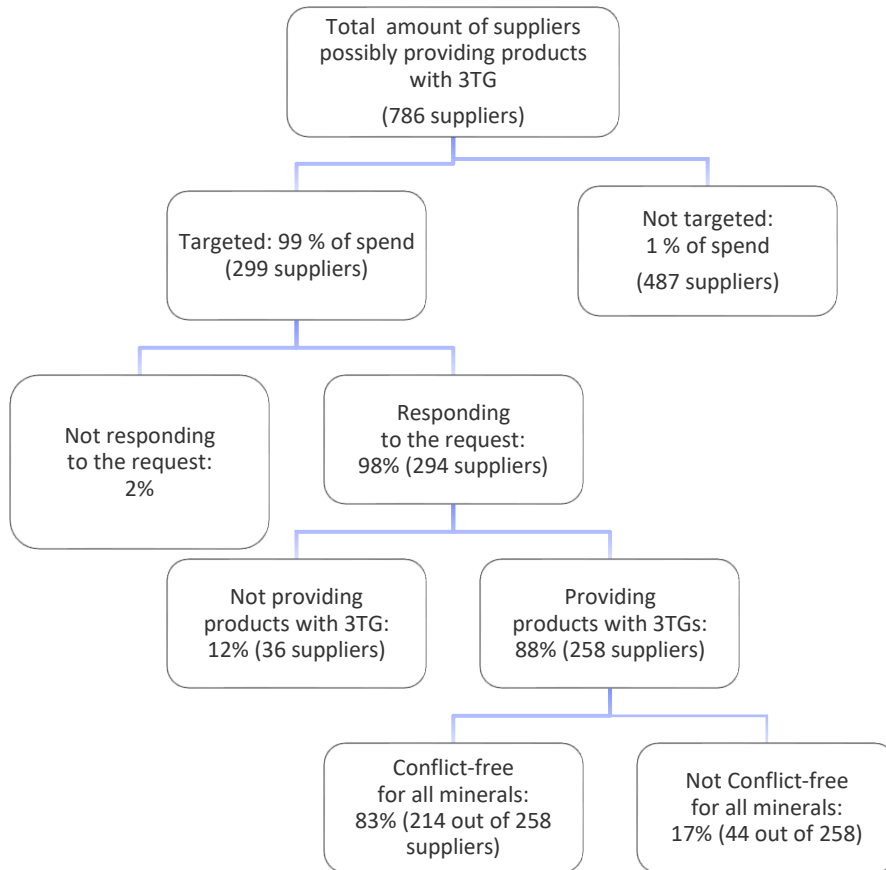 Total amount of suppliers
possibly providing products
with 3TG
(786 suppliers)
Targeted: 99 % of spend
(299 suppliers)
Not targeted:
1 % of spend
(487 suppliers)
Not responding
to the request:
2%
Responding
to the request:
98% (294 suppliers)
Not providing
products with 3TG:
12% (36 suppliers)
Providing
products with 3TGs:
88% (258 suppliers)
Conflict-free
for all minerals:
83% (214 out of 258
suppliers)
Not Conflict-free
for all minerals:
17% (44 out of 258)